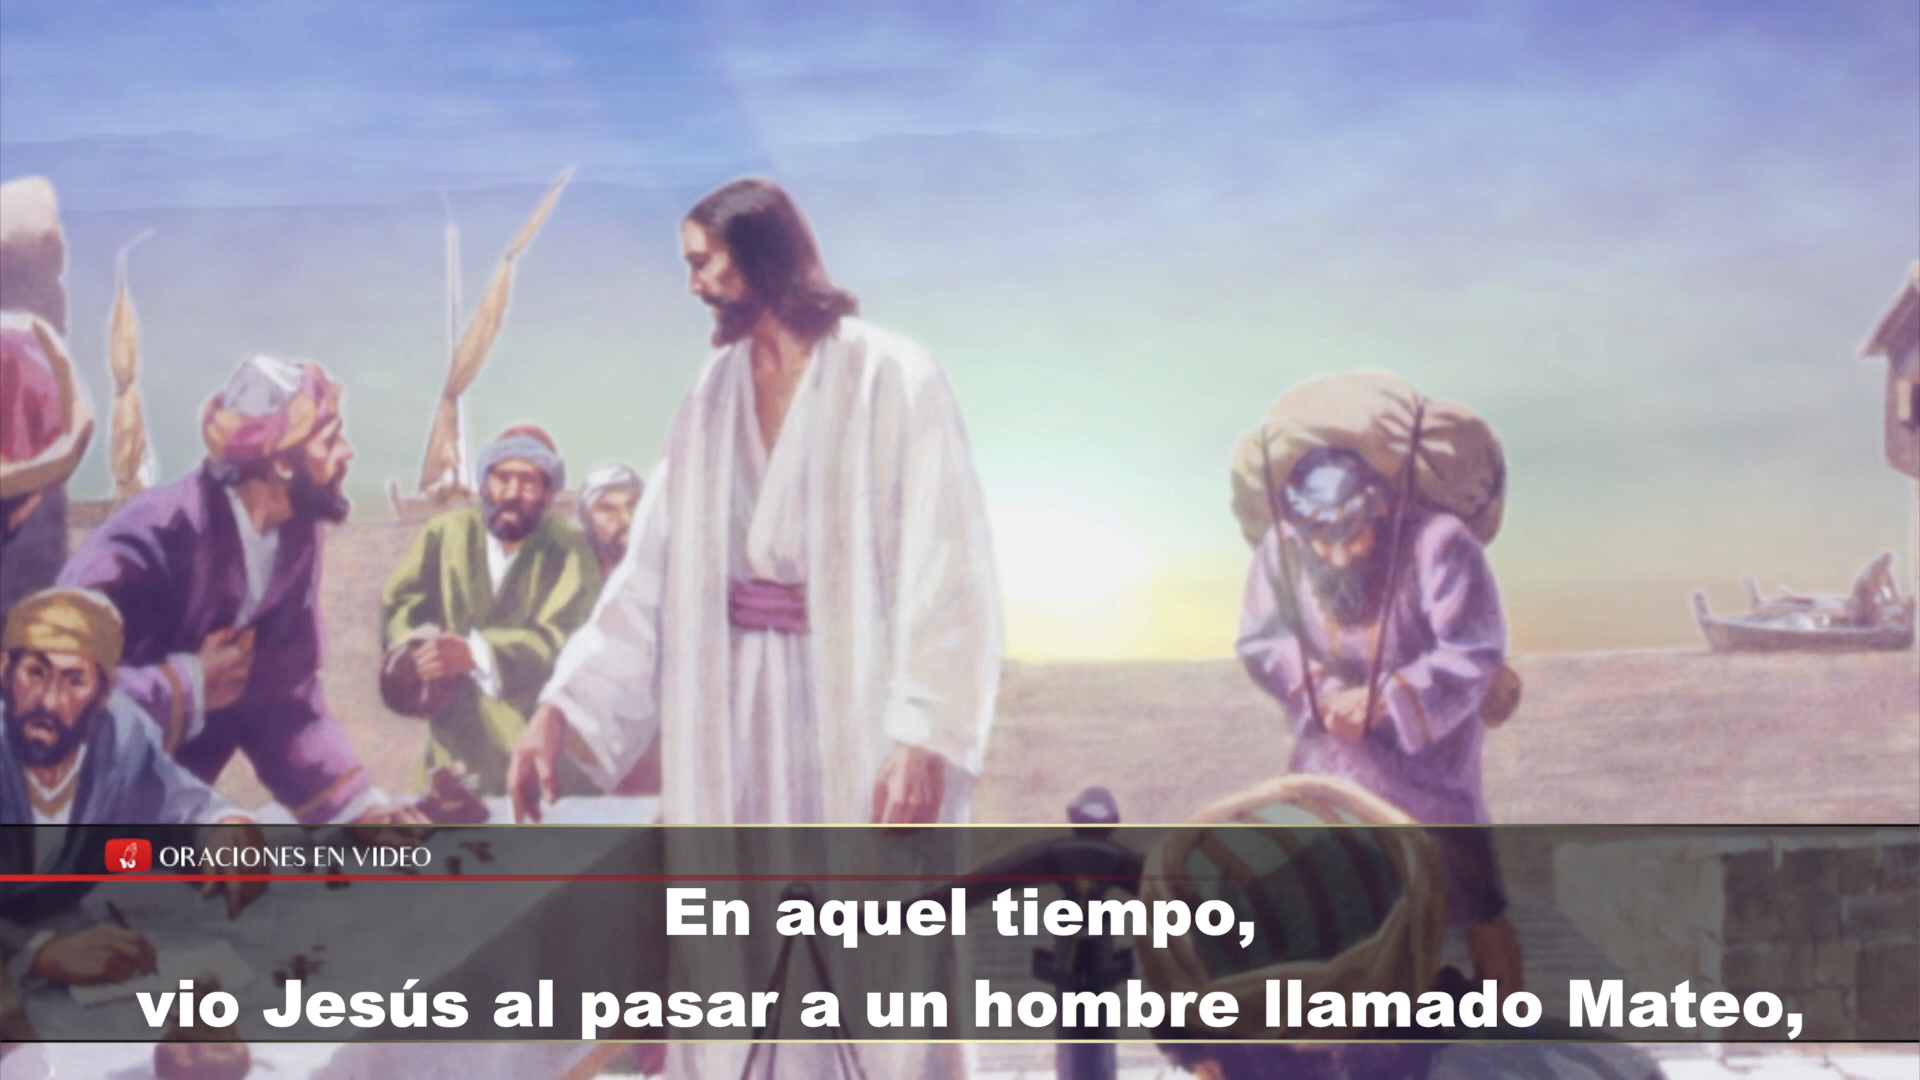 ORACIONES EN VIDEO
En aquel tiempo,
vio Jesús al pasar a un hombre llamado Mateo,